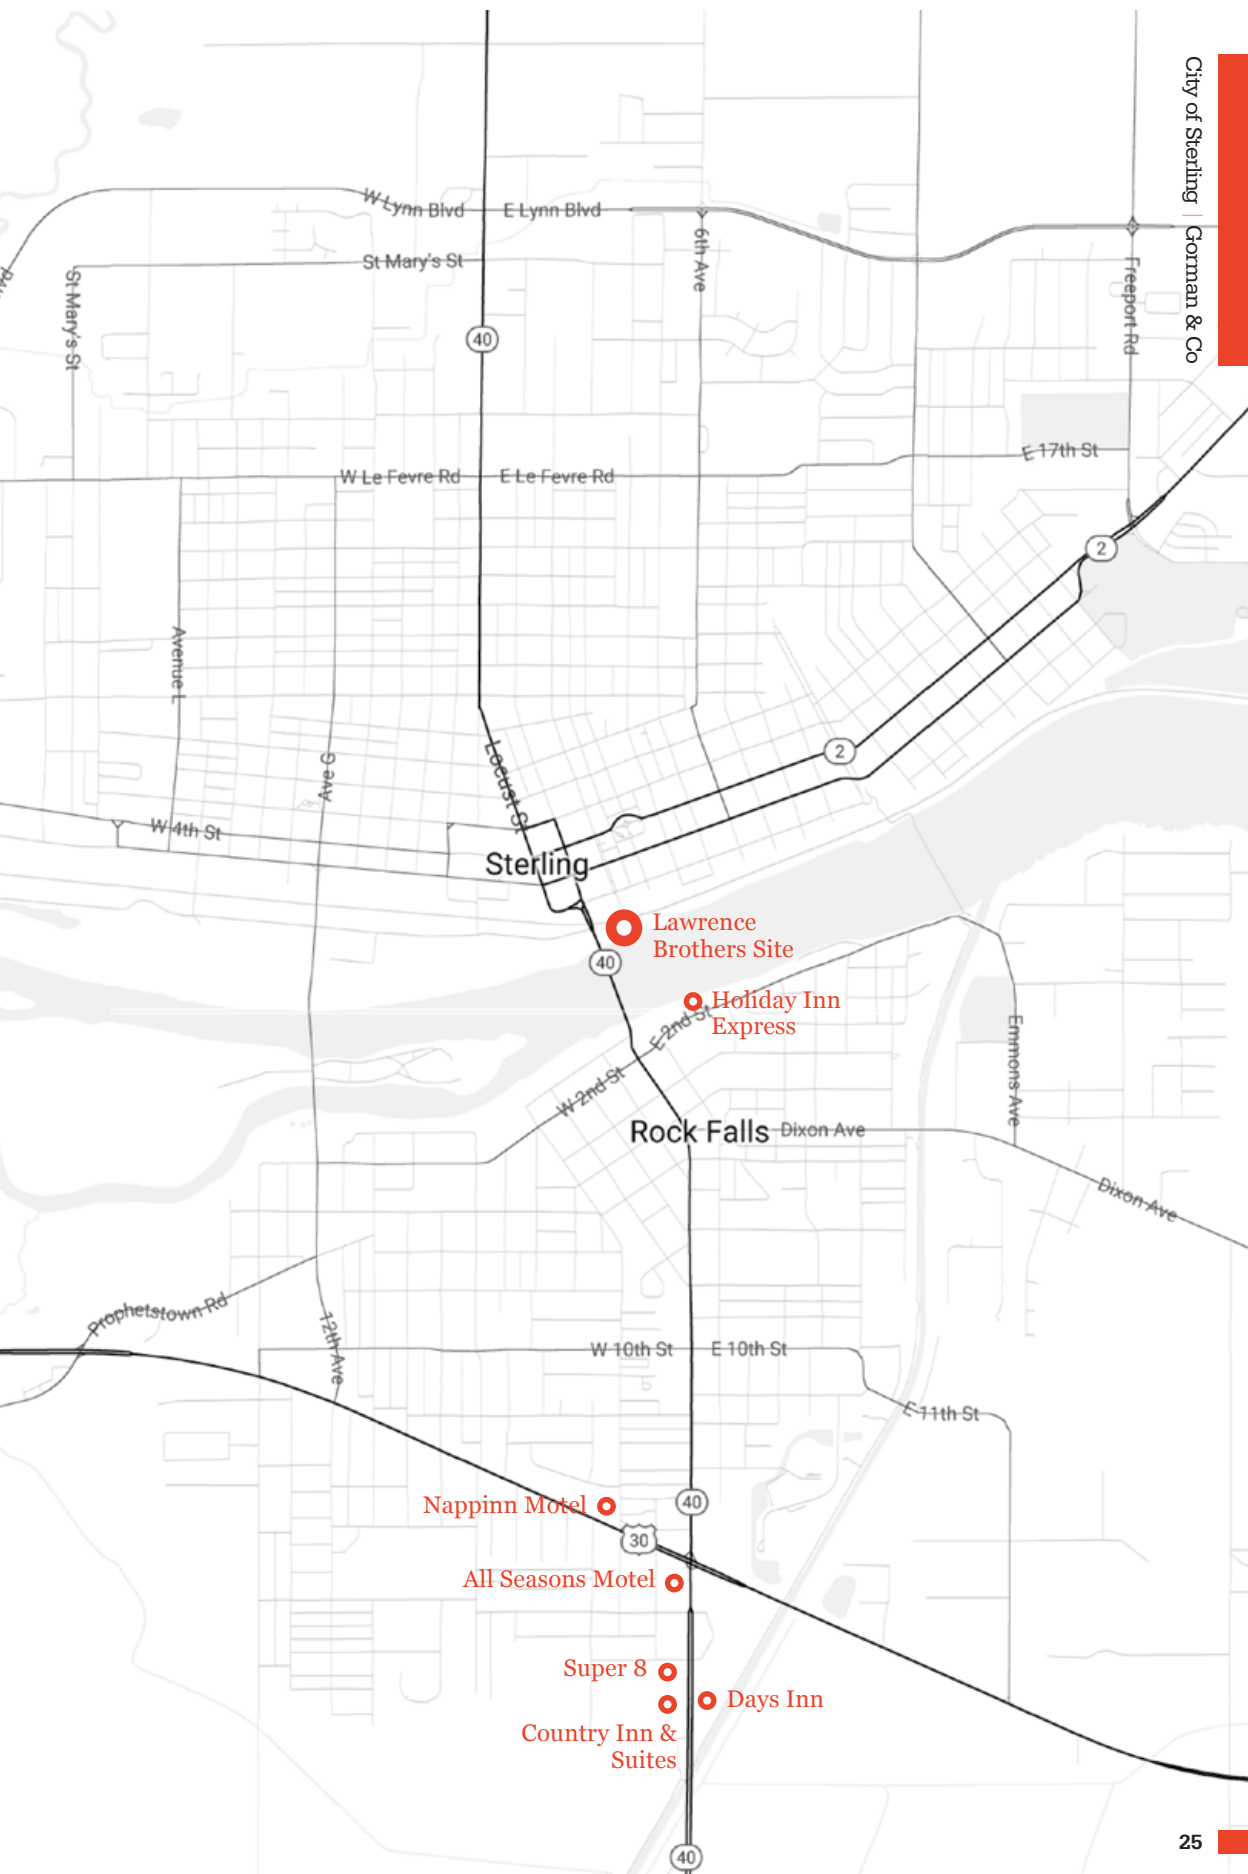 City of Sterling | Gorman & Co
W Lynn Blvd
E Lynn Blvd
6th Ave
Freeport Rd
St Mary's St
St Mary's St
40
W Le Fevre Rd
E Le Fevre Rd
E 17th St
2
Avenue L
Ave G
Locust St
2
W 4th St
Sterling
Lawrence
Brothers Site
40
Holiday Inn
Express
E 2nd St
W 2nd St
Emmons Ave
Rock Falls
Dixon Ave
Dixon Ave
Prophetstown Rd
12th Ave
W 10th St
E 10th St
E 11th St
Nappinn Motel
40
30
All Seasons Motel
Super 8
Days Inn
Country Inn &
Suites
40
25